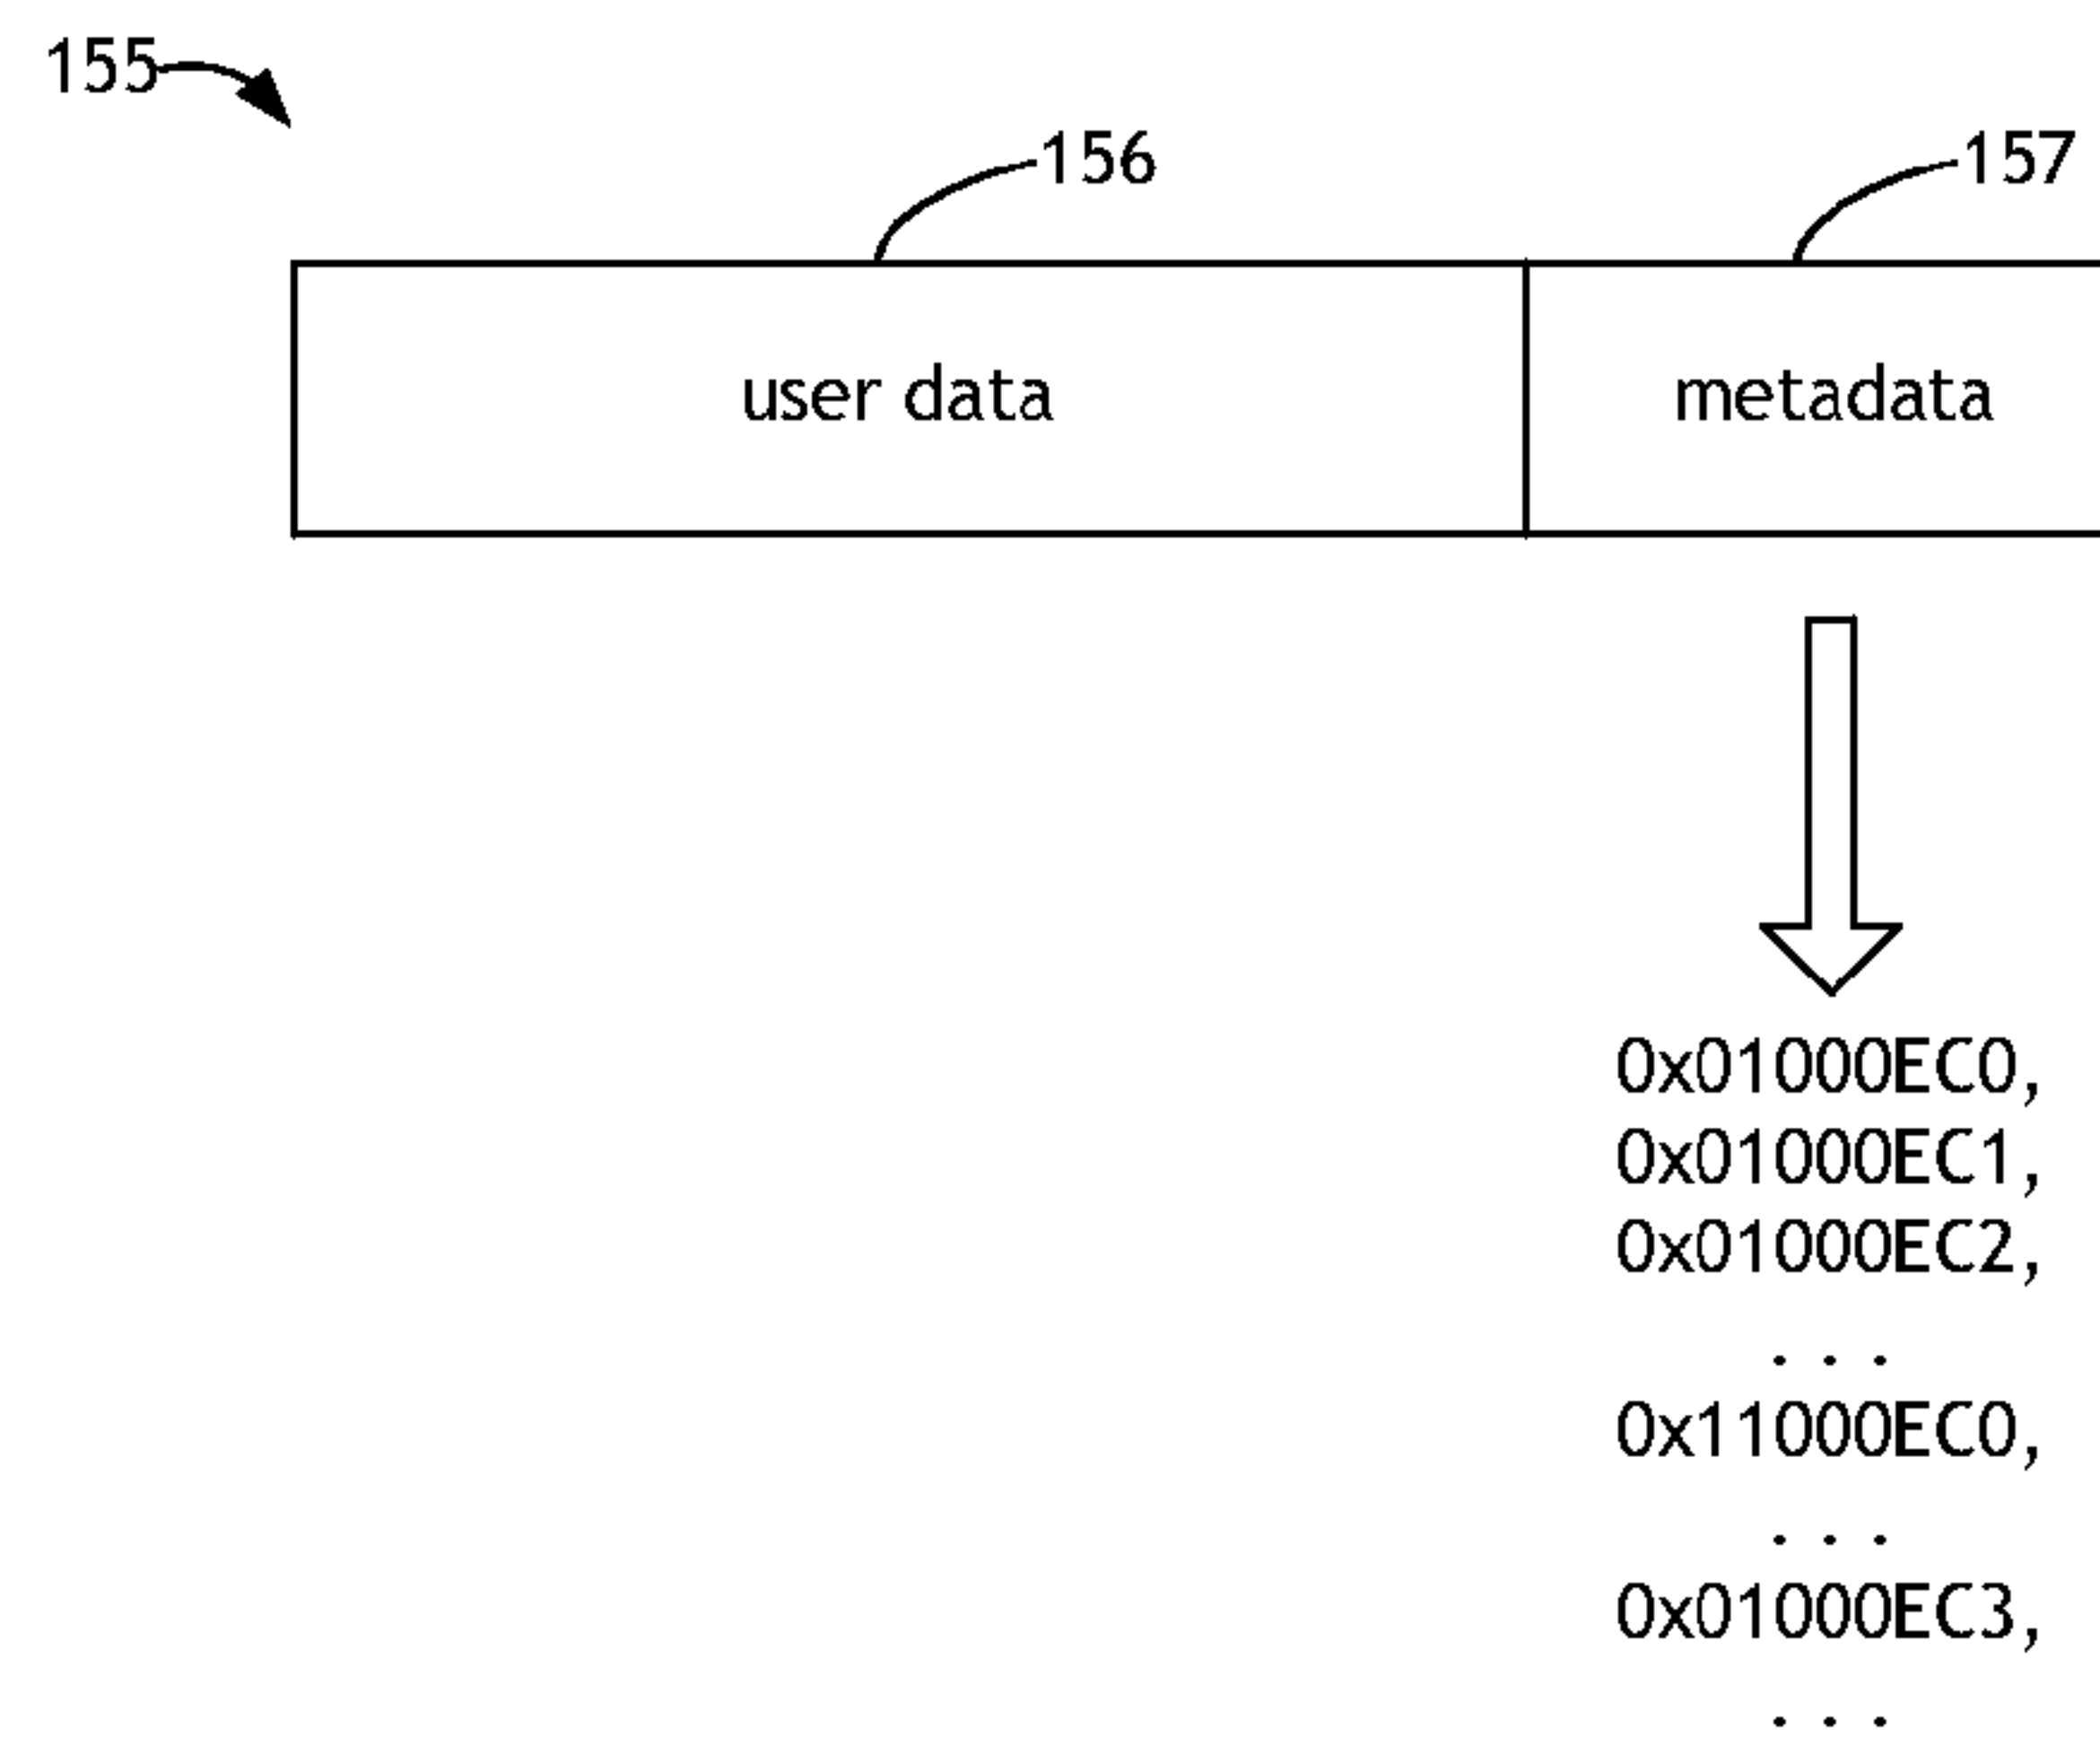 155
156
157
user data
metadata
0x01000EC0,
0x01000EC1,
0x01000EC2,
. . .
0x11000EC0,
. . .
0x01000EC3,
. . .